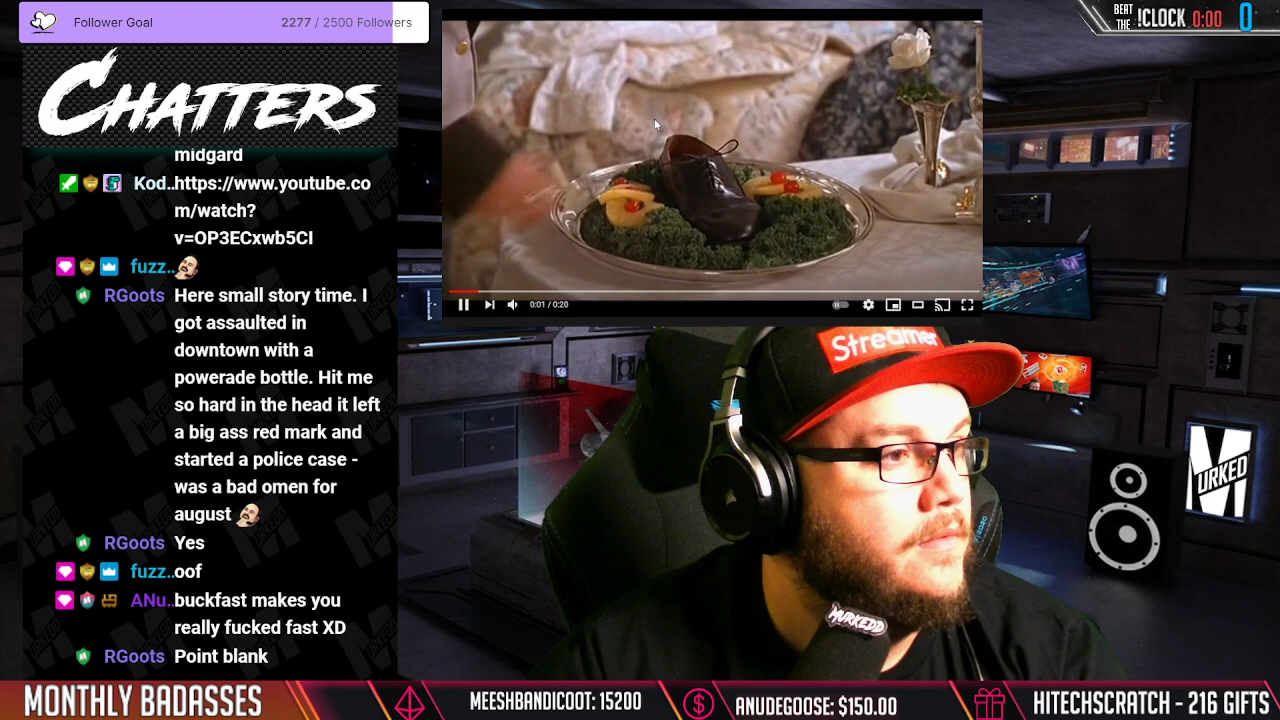 Follower Goal 2277 / 2500 Followers
BEAT THE !CLOCK 0:00 0
CHATTERS
midgard
Kod..https://www.youtube.co
m/watch?
v=OP3ECxwb5CI
fuzz..
RGoots Here small story time. I
got assaulted in
downtown with a
powerade bottle. Hit me
so hard in the head it left
a big ass red mark and
started a police case -
was a bad omen for
august
RGoots Yes
fuzz..oof
ANu..buckfast makes you
really fucked fast XD
RGoots Point blank
0:01 / 0:20
Streamer
MURKED
MURKEDD
MONTHLY BADASSES MEESHBANDICOOT: 15200 ANUDEGOOSE: $150.00 HITECHSCRATCH - 216 GIFTS